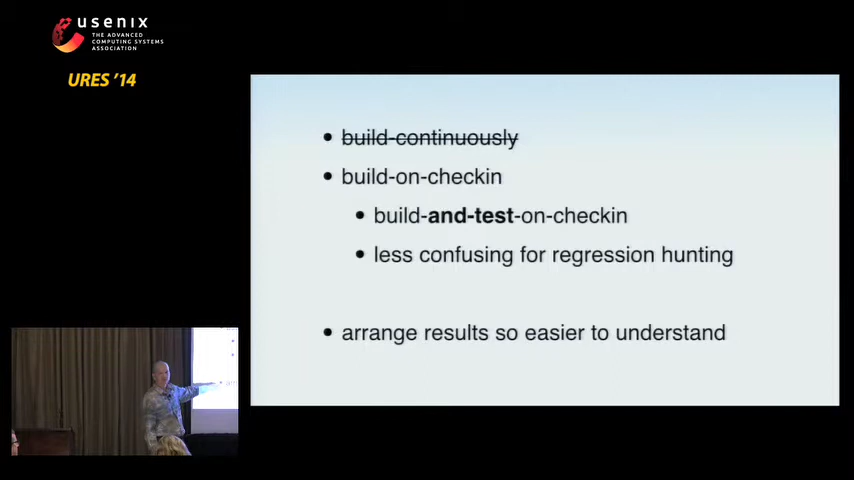 usenix
THE ADVANCED
COMPUTING SYSTEMS
ASSOCIATION
URES '14
• build-continuously
• build-on-checkin
• build-and-test-on-checkin
• less confusing for regression hunting
• arrange results so easier to understand